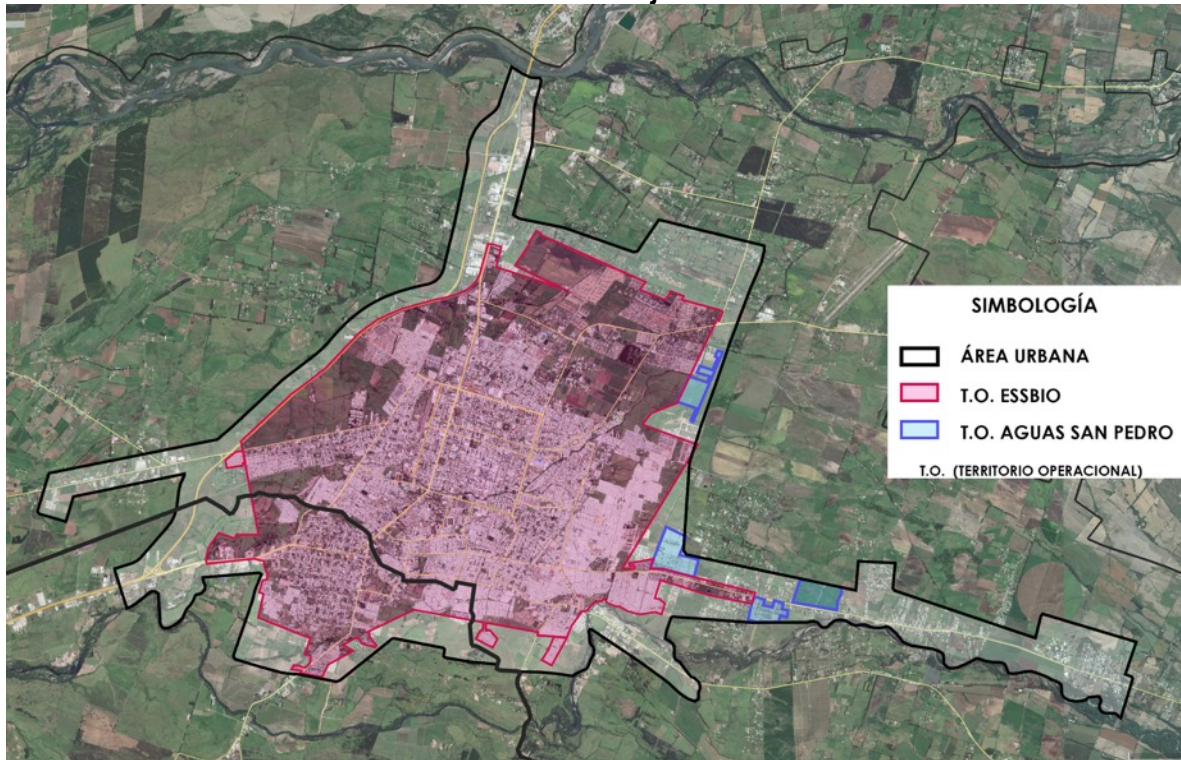 SIMBOLOGÍA
ÁREA URBANA
T.O. ESSBIO
T.O. AGUAS SAN PEDRO
T.O. (TERRITORIO OPERACIONAL)